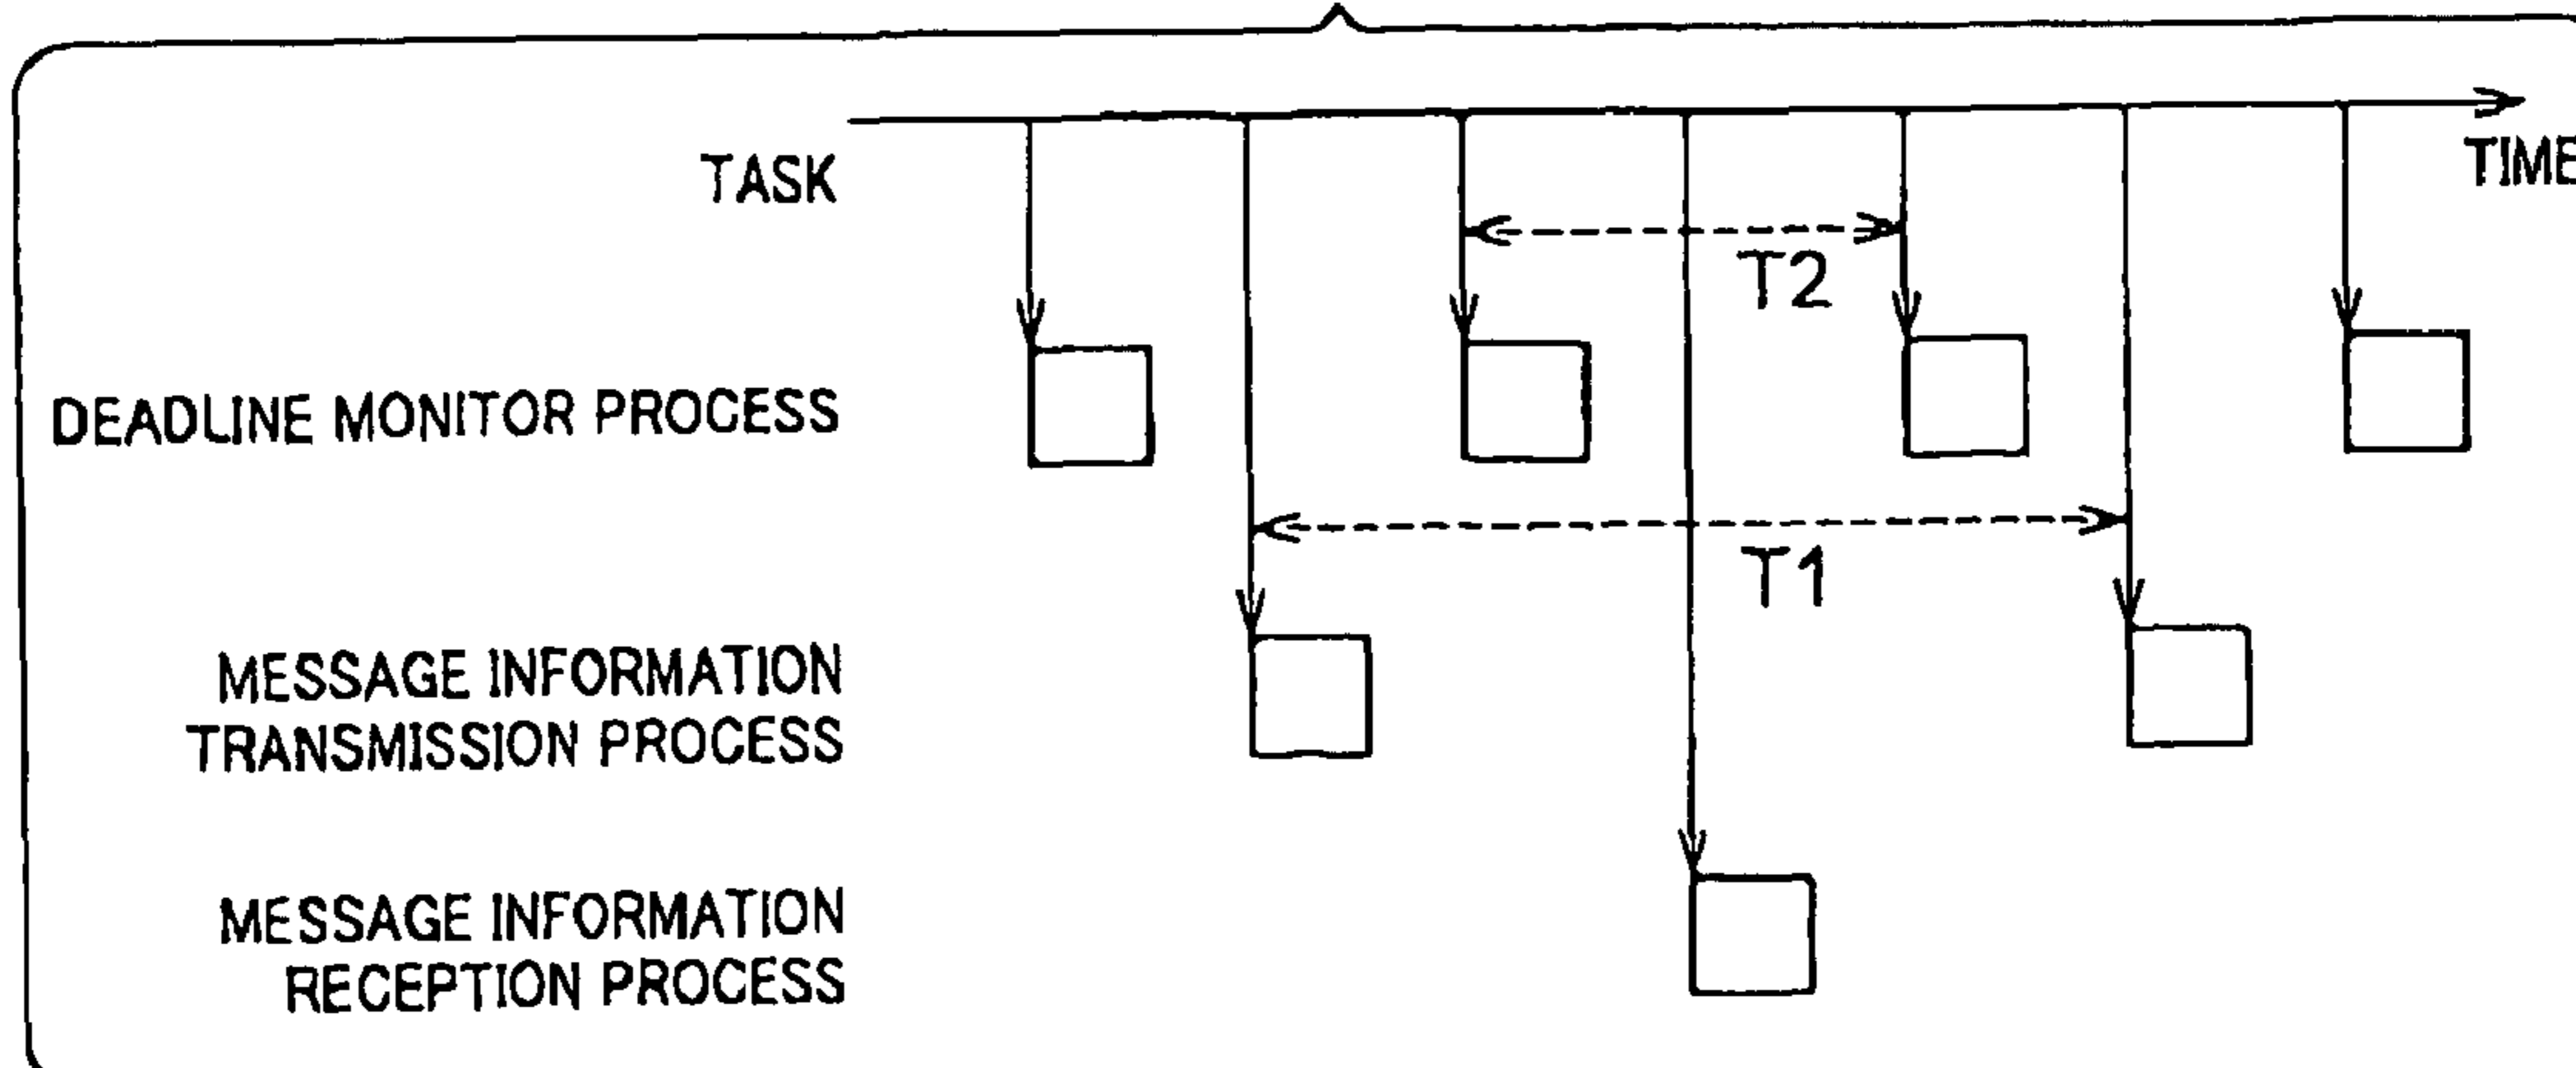 TASK
TIME
T2
DEADLINE MONITOR PROCESS
T1
MESSAGE INFORMATION
TRANSMISSION PROCESS
MESSAGE INFORMATION
RECEPTION PROCESS